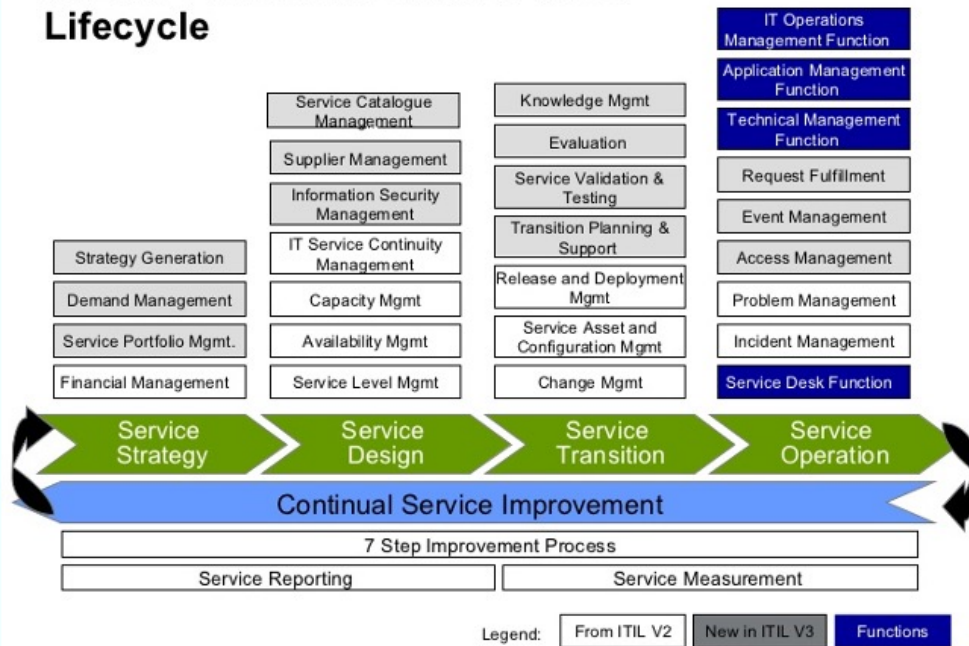 Lifecycle
Strategy Generation
Demand Management
Service Portfolio Mgmt.
Financial Management
Service Catalogue
Management
Supplier Management
Information Security
Management
IT Service Continuity
Management
Capacity Mgmt
Availability Mgmt
Service Level Mgmt
Knowledge Mgmt
Evaluation
Service Validation &
Testing
Transition Planning &
Support
Release and Deployment
Mgmt
Service Asset and
Configuration Mgmt
Change Mgmt
IT Operations
Management Function
Application Management
Function
Technical Management
Function
Request Fulfillment
Event Management
Access Management
Problem Management
Incident Management
Service Desk Function
Service
Strategy
Service
Design
Service
Transition
Service
Operation
Continual Service Improvement
7 Step Improvement Process
Service Reporting
Service Measurement
Legend:
From ITIL V2
New in ITIL V3
Functions